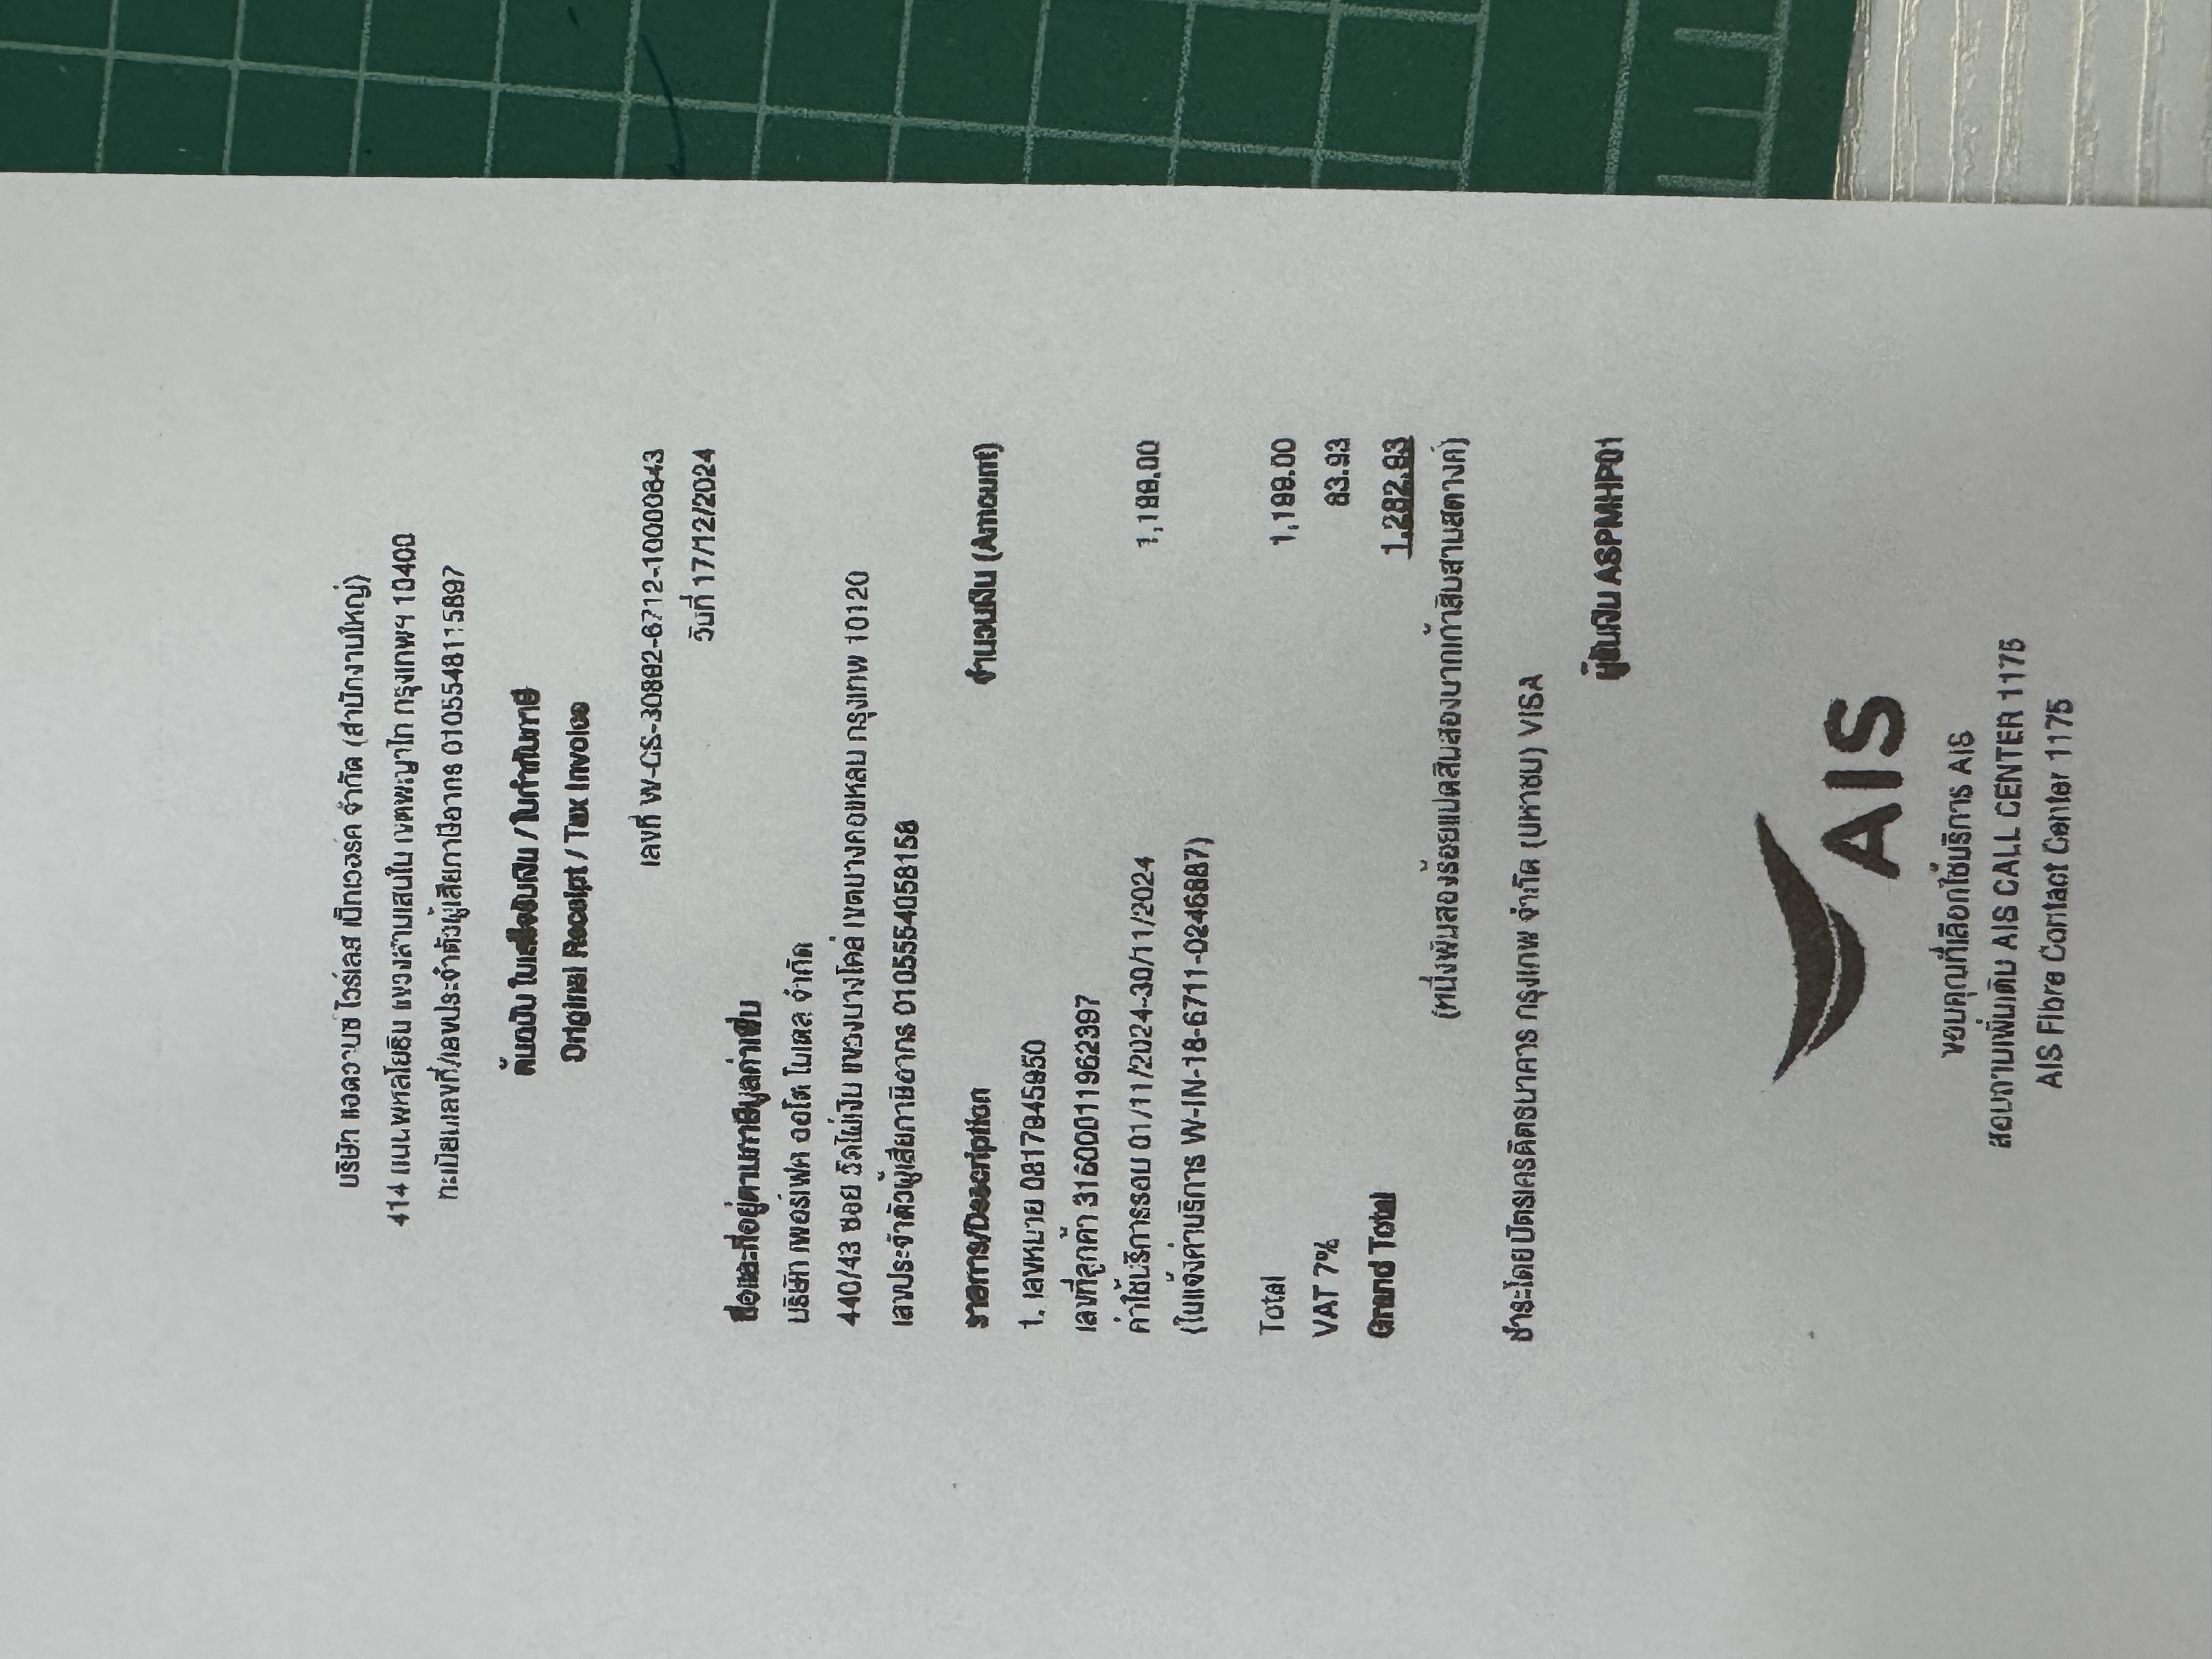 บริษัท แอดวานซ์ ไวร์เลส เน็ทเวอร์ค จำกัด (สำนักงานใหญ่)
414 ถนนพหลโยธิน แขวงสามเสนใน เขตพญาไท กรุงเทพฯ 10400
ทะเบียนเลขที่/เลขประจำตัวผู้เสียภาษีอากร 0105548115897
ต้นฉบับ ใบเสร็จรับเงิน / ใบกำกับภาษี
Original Receipt / Tax Invoice
เลขที่ W-CS-30892-6712-10000643
วันที่ 17/12/2024
ชื่อและที่อยู่ตามภาษีมูลค่าเพิ่ม
บริษัท เพอร์เฟค ออโต โมเดล จำกัด
440/43 ซอย วัดไผ่เงิน แขวงบางโคล่ เขตบางคอแหลม กรุงเทพ 10120
เลขประจำตัวผู้เสียภาษีอากร 0105554058158
รายการ/Description
จำนวนเงิน (Amount)
1. เลขหมาย 0817945950
เลขที่ลูกค้า 31600011962397
ค่าใช้บริการรอบ 01/11/2024-30/11/2024 1,199.00
(ใบแจ้งค่าบริการ W-IN-18-6711-0246887)
Total 1,199.00
VAT 7% 83.93
Grand Total 1,282.93
(หนึ่งพันสองร้อยแปดสิบสองบาทเก้าสิบสามสตางค์)
ชำระโดย บัตรเครดิตธนาคาร กรุงเทพ จำกัด (มหาชน) VISA
ผู้รับเงิน ASPMHP01
AIS
ขอบคุณที่เลือกใช้บริการ AIS
สอบถามเพิ่มเติม AIS CALL CENTER 1175
AIS Fibre Contact Center 1175